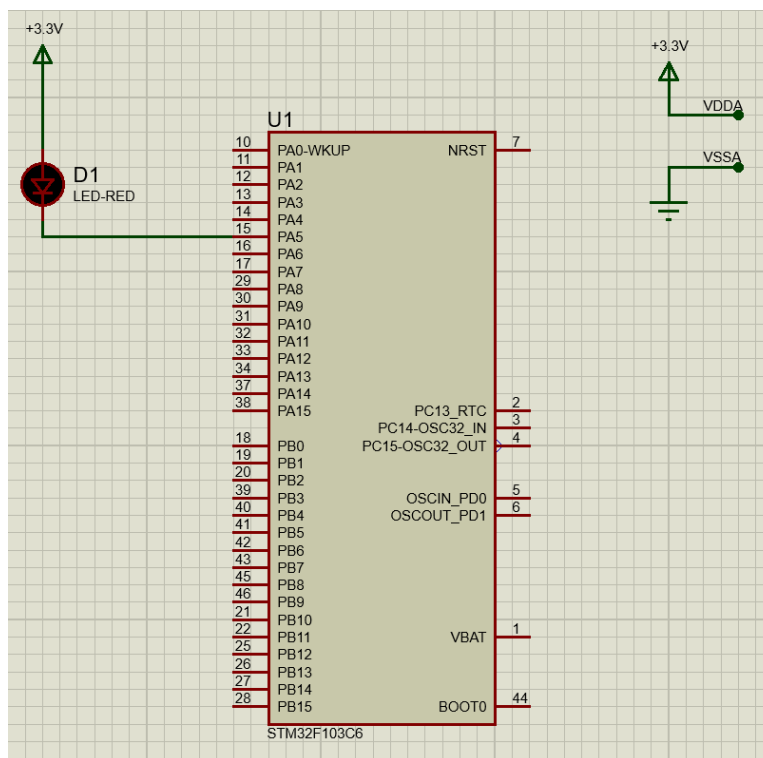 +3.3V
+3.3V
VDDA
VSSA
D1
LED-RED
U1
10 PA0-WKUP NRST 7
11 PA1
12 PA2
13 PA3
14 PA4
15 PA5
16 PA6
17 PA7
29 PA8
30 PA9
31 PA10
32 PA11
33 PA12
34 PA13
37 PA14
38 PA15 PC13_RTC 2
PC14-OSC32_IN 3
18 PB0 PC15-OSC32_OUT 4
19 PB1
20 PB2
39 PB3 OSCIN_PD0 5
40 PB4 OSCOUT_PD1 6
41 PB5
42 PB6
43 PB7
45 PB8
46 PB9
21 PB10
22 PB11 VBAT 1
25 PB12
26 PB13
27 PB14
28 PB15 BOOT0 44
STM32F103C6